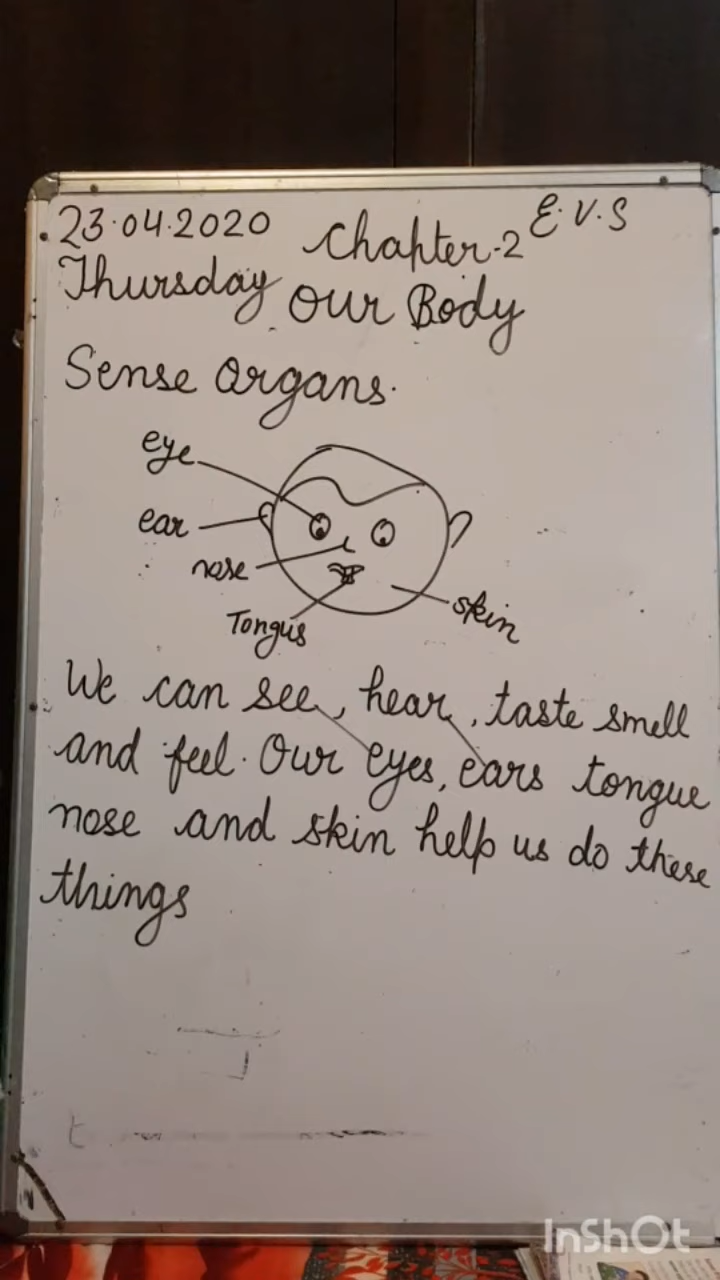 23.04.2020 Chapter-2 E.V.S
Thursday Our Body
Sense Organs.
eye
ear
nose
Tongus
skin
We can see, hear, taste smell
and feel. Our eyes, ears tongue
nose and skin help us do these
things
t
InShOt